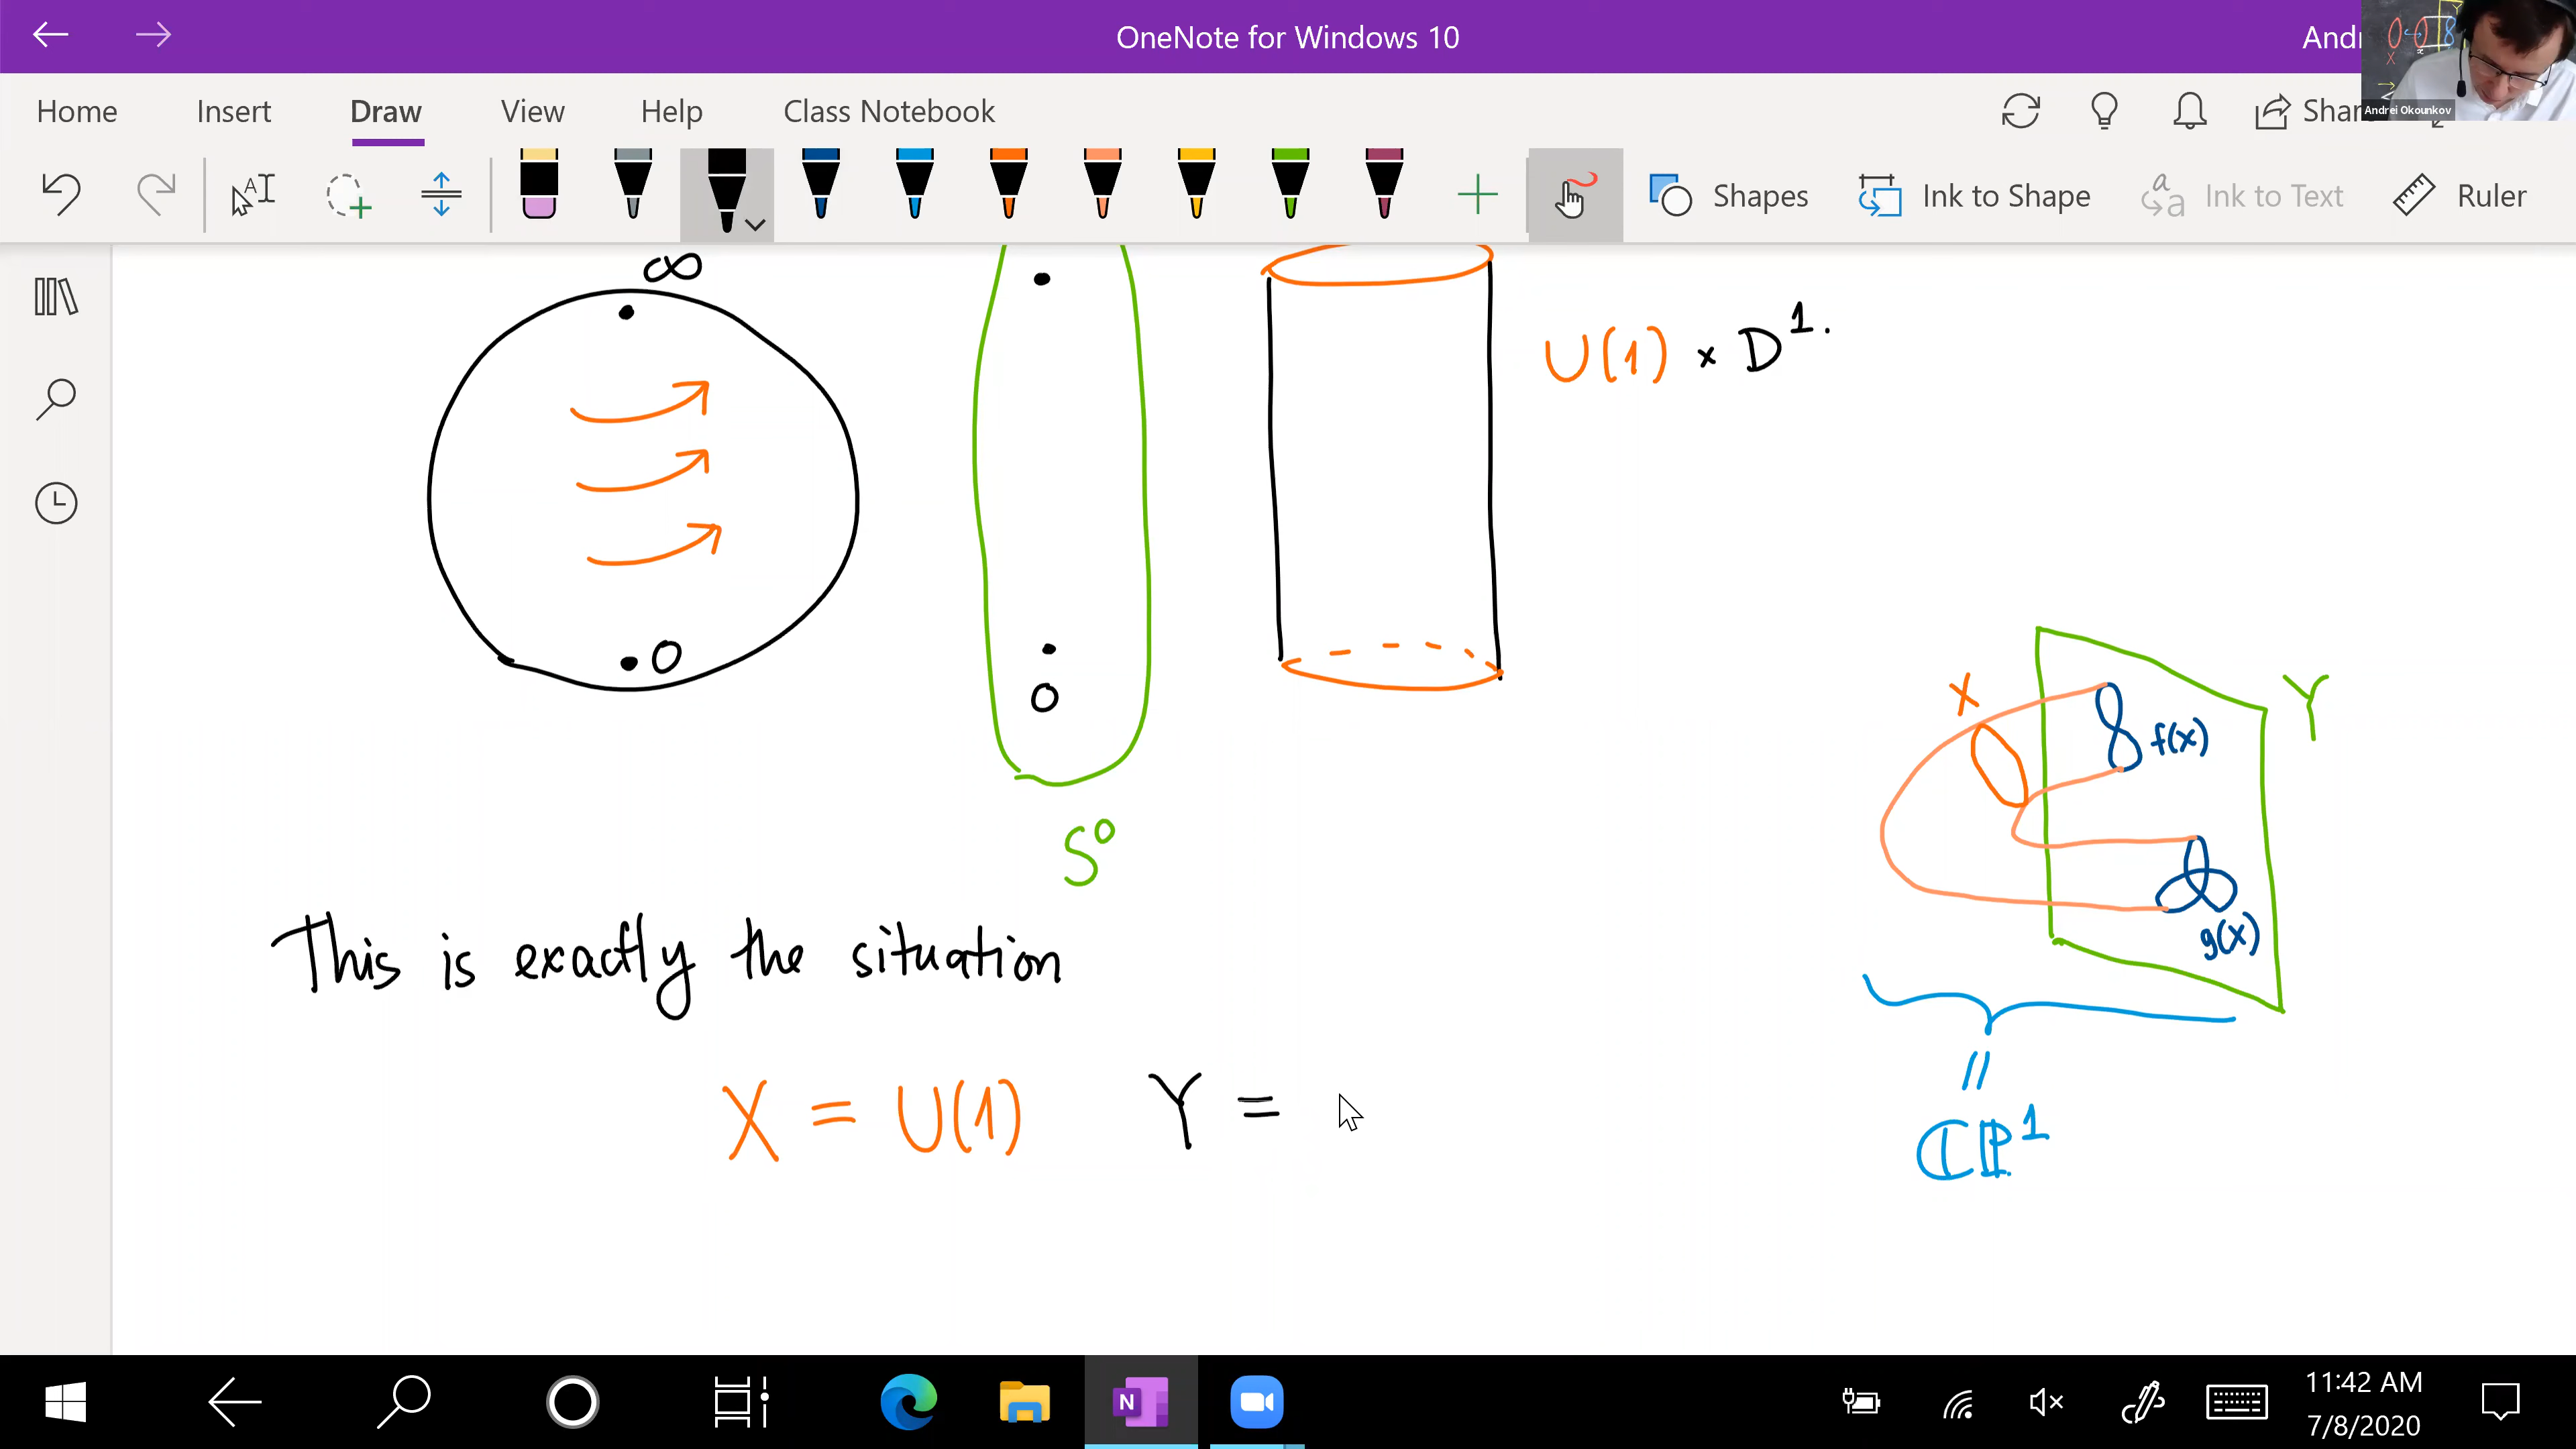 OneNote for Windows 10
Andrei Okounkov
Home Insert Draw View Help Class Notebook
Shapes Ink to Shape Ink to Text Ruler
∞
U(1) × D¹.
0
0
S⁰
X
Y
f(x)
g(x)
ℂℙ¹
This is exactly the situation
X = U(1) Y =
11:42 AM
7/8/2020